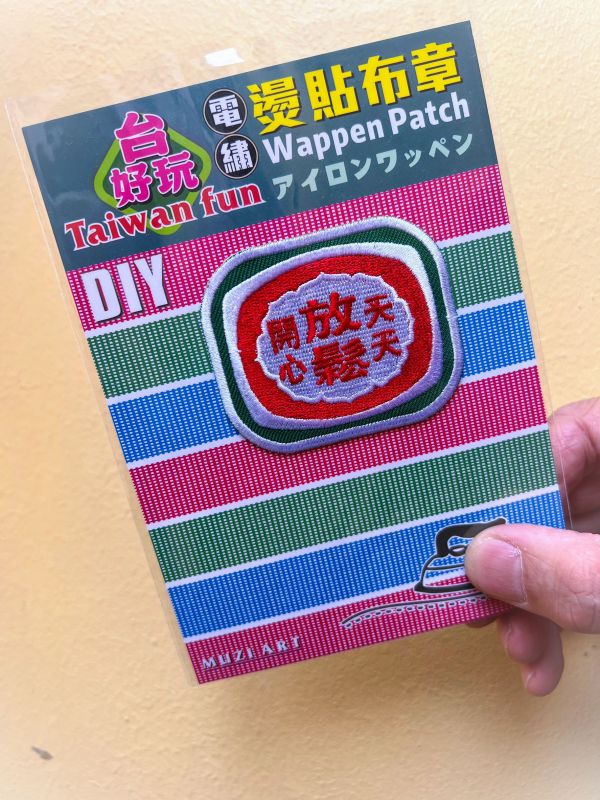 台
好玩
Taiwan fun
電繡
燙貼布章
Wappen Patch
アイロンワッペン
DIY
開心
放鬆
天天
MUZI ART